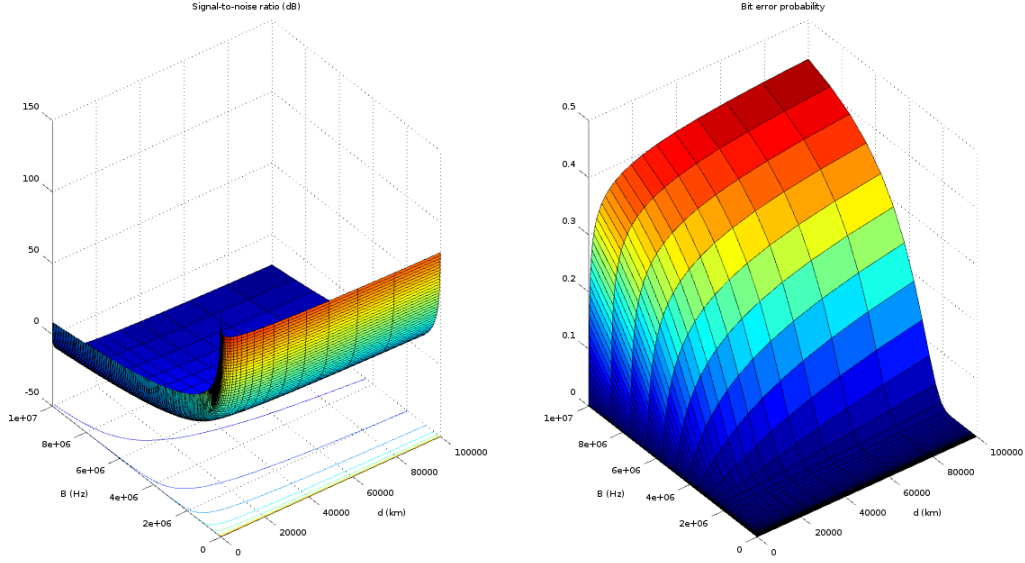 Signal-to-noise ratio (dB)
150
100
50
0
-50
1e+07
8e+06
6e+06
4e+06
2e+06
0
B (Hz)
0
20000
40000
60000
80000
100000
d (km)
Bit error probability
0.5
0.4
0.3
0.2
0.1
0
1e+07
8e+06
6e+06
4e+06
2e+06
0
B (Hz)
0
20000
40000
60000
80000
100000
d (km)